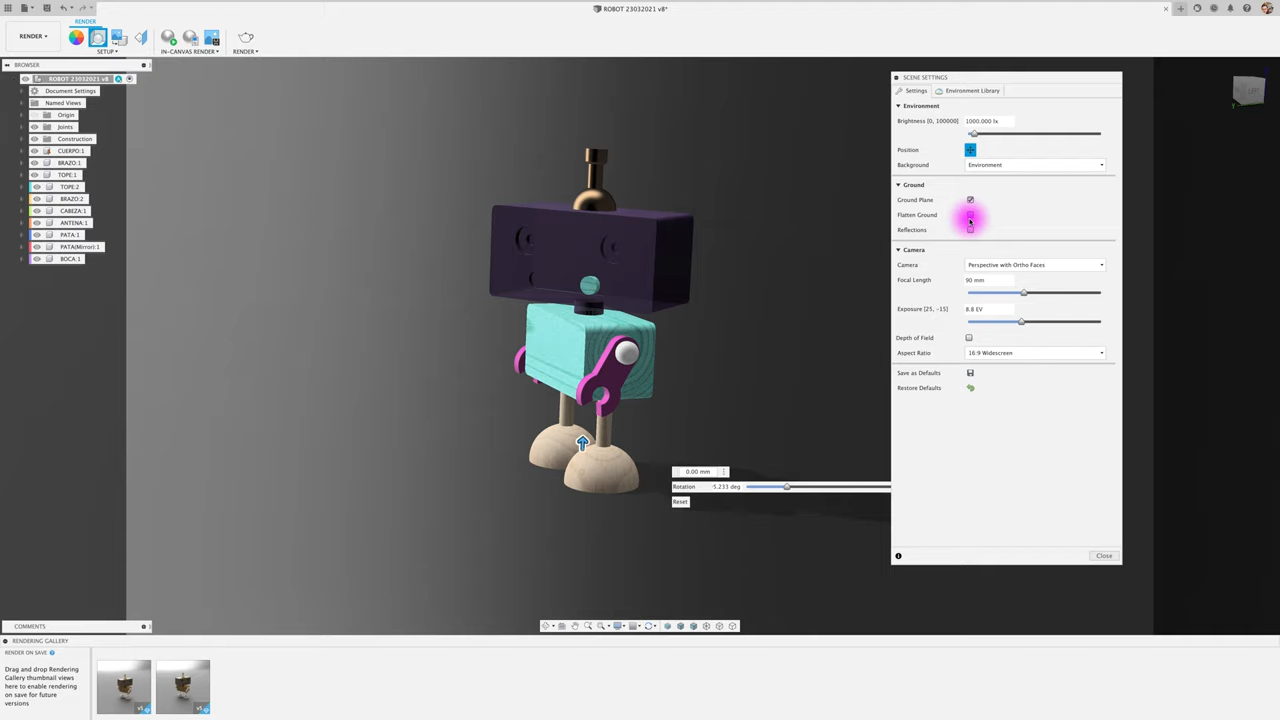 ROBOT 23032021 v8*
RENDER
RENDER
SETUP
IN-CANVAS RENDER
RENDER
BROWSER
ROBOT 23032021 v8
Document Settings
Named Views
Origin
Joints
Construction
CUERPO:1
BRAZO:1
TOPE:1
TOPE:2
BRAZO:2
CABEZA:1
ANTENA:1
PATA:1
PATA(Mirror):1
BOCA:1
SCENE SETTINGS
Settings
Environment Library
Environment
Brightness [0, 100000]
1000.000 lx
Position
Background
Environment
Ground
Ground Plane
Flatten Ground
Reflections
Camera
Camera
Perspective with Ortho Faces
Focal Length
90 mm
Exposure [25, -15]
8.8 EV
Depth of Field
Aspect Ratio
16:9 Widescreen
Save as Defaults
Restore Defaults
Close
0.00 mm
Rotation
5.233 deg
Reset
COMMENTS
RENDERING GALLERY
RENDER ON SAVE
Drag and drop Rendering
Gallery thumbnail views
here to enable rendering
on save for future
versions